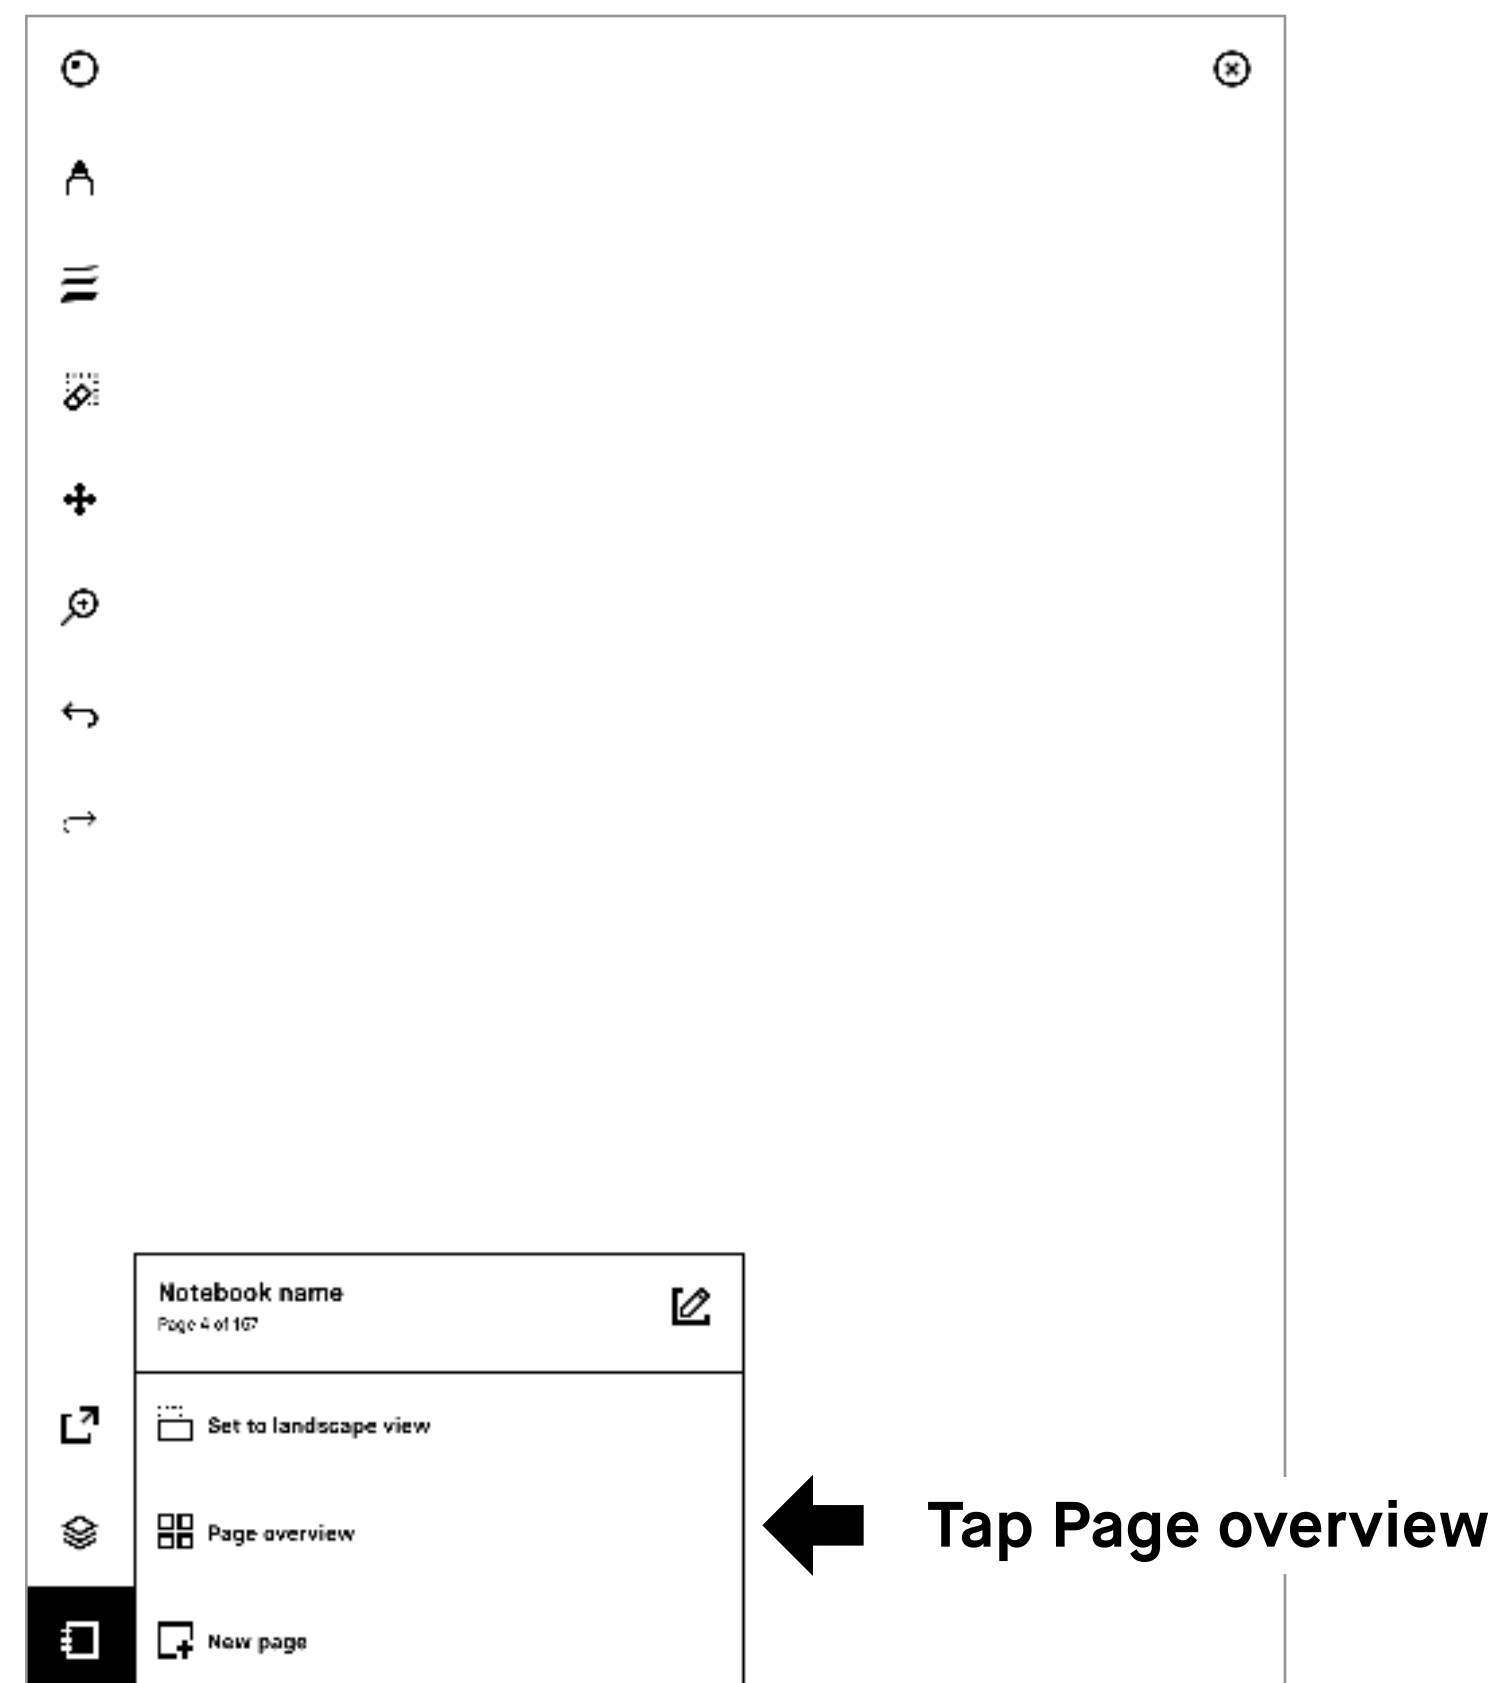 Notebook name
Page 4 of 167
Set to landscape view
Page overview
Tap Page overview
New page